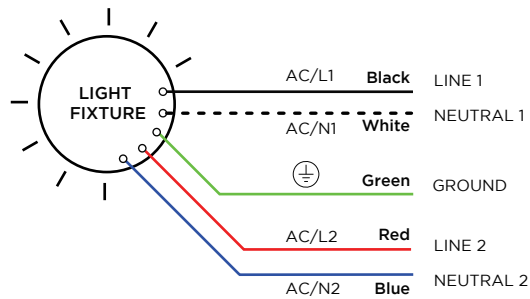 LIGHT
FIXTURE
AC/L1 Black LINE 1
AC/N1 White NEUTRAL 1
Green GROUND
AC/L2 Red LINE 2
AC/N2 Blue NEUTRAL 2